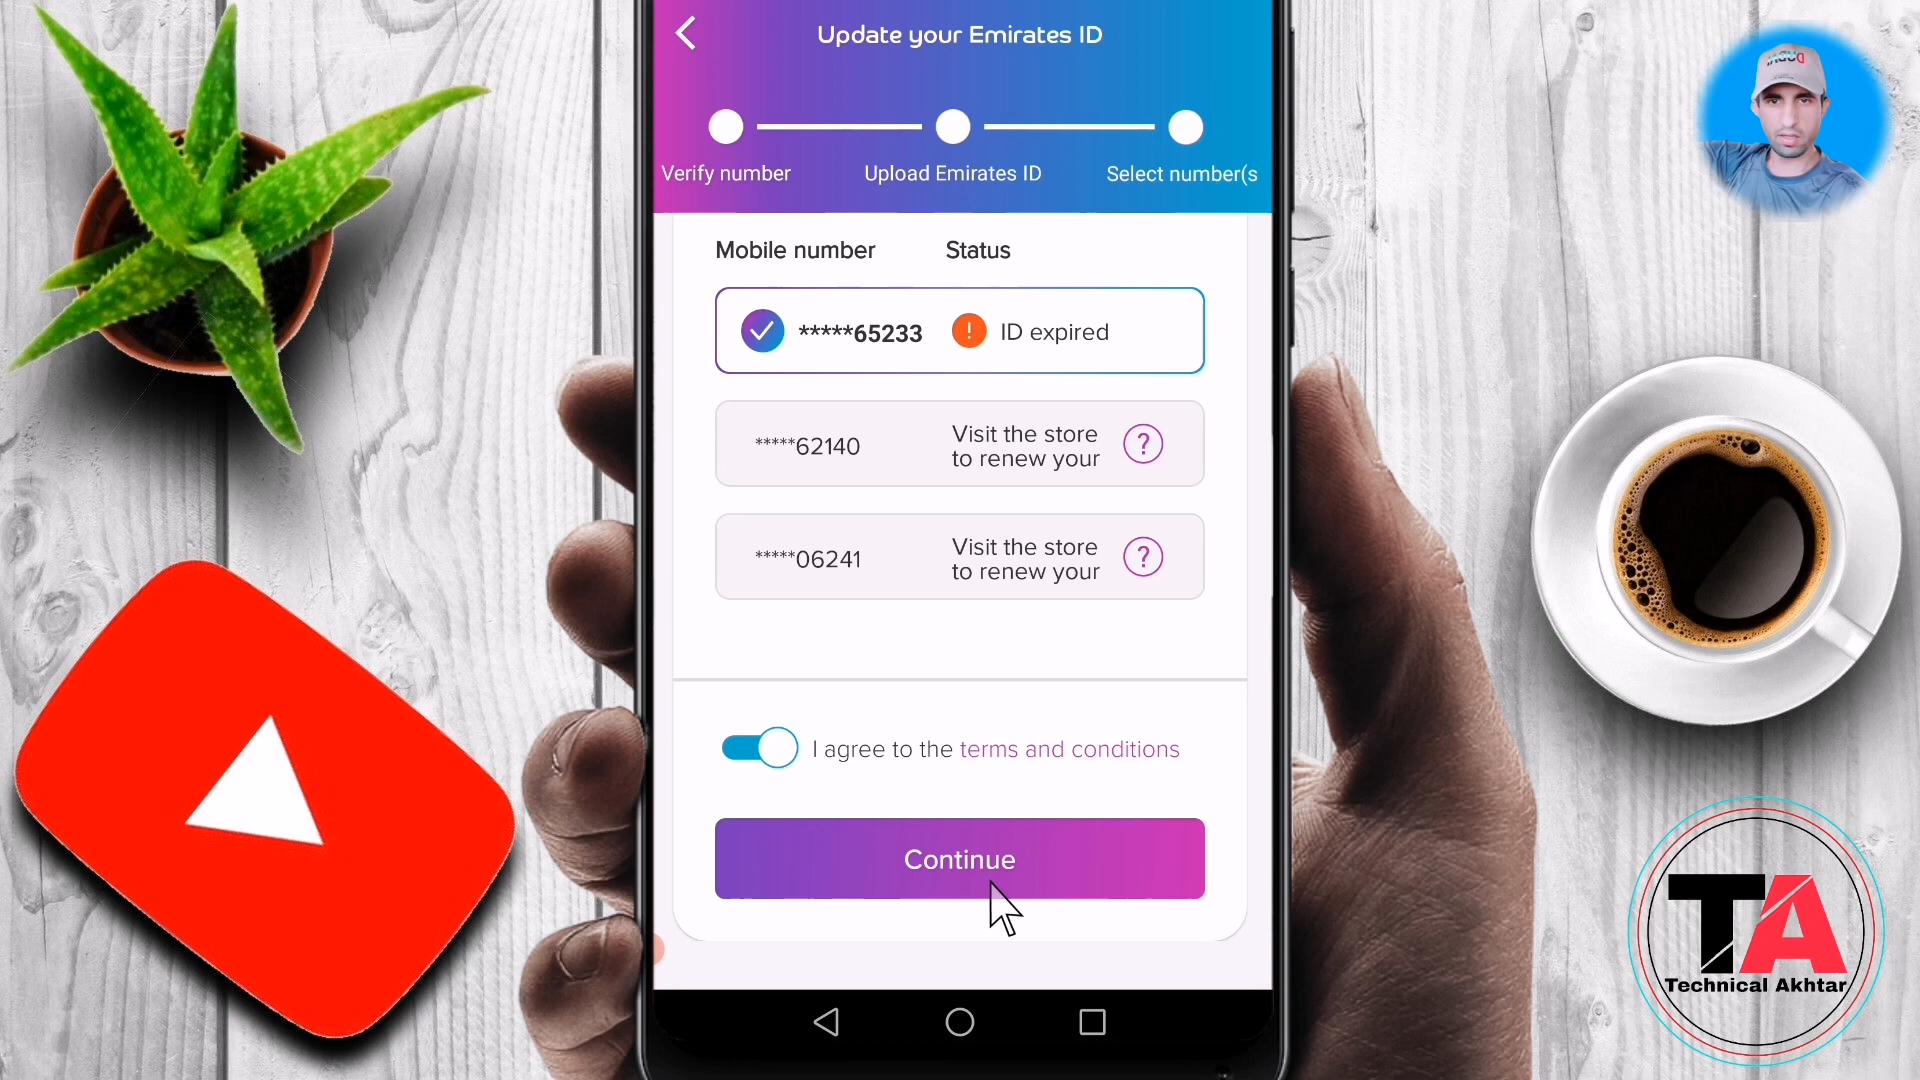 Update your Emirates ID
Verify number
Upload Emirates ID
Select number(s
Mobile number
Status
*****65233
ID expired
*****62140
Visit the store
to renew your
?
*****06241
Visit the store
to renew your
?
I agree to the terms and conditions
Continue
TA
Technical Akhtar